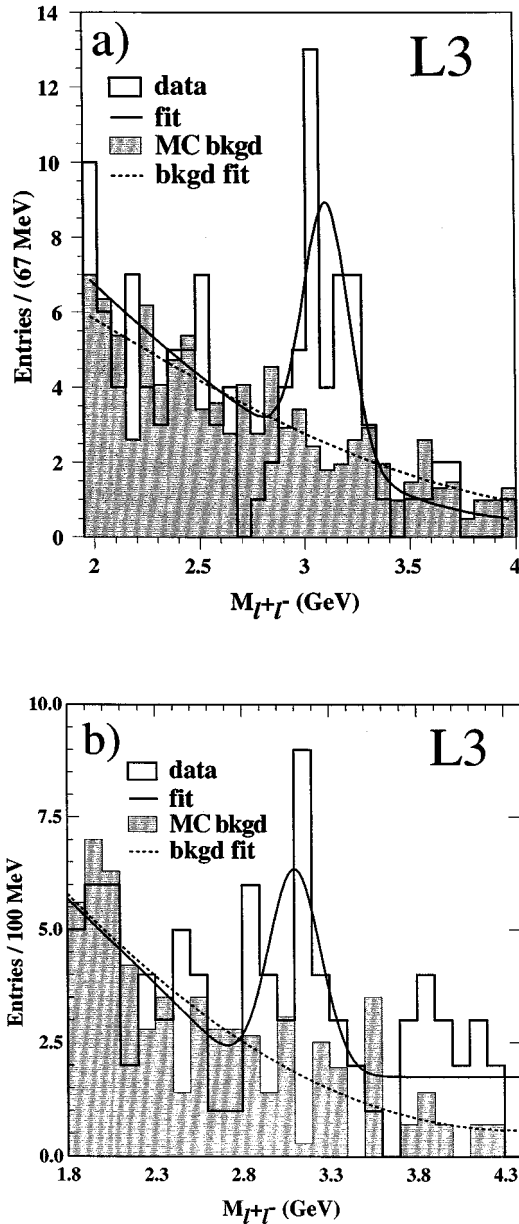 a)
L3
data
fit
MC bkgd
bkgd fit
Entries / (67 MeV)
14
12
10
8
6
4
2
0
2
2.5
3
3.5
4
M l+l- (GeV)
b)
L3
data
fit
MC bkgd
bkgd fit
Entries / 100 MeV
10.0
7.5
5.0
2.5
0.0
1.8
2.3
2.8
3.3
3.8
4.3
M l+l- (GeV)